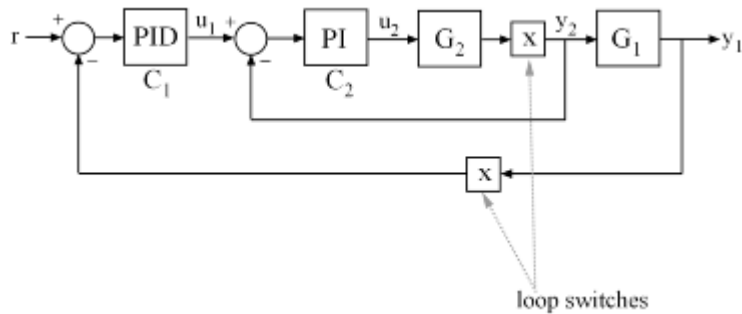 r + − PID u₁ + − PI u₂ G₂ x y₂ G₁ y₁
C₁ C₂
x
loop switches